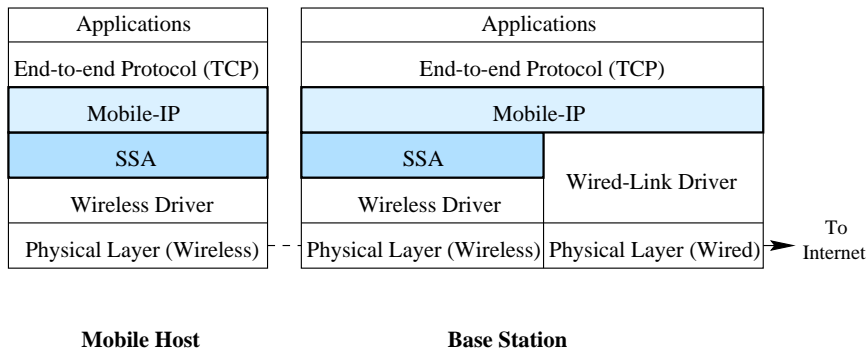 Applications
End-to-end Protocol (TCP)
Mobile-IP
SSA
Wireless Driver
Physical Layer (Wireless)
Mobile Host
Applications
End-to-end Protocol (TCP)
Mobile-IP
SSA
Wired-Link Driver
Wireless Driver
Physical Layer (Wireless)
Physical Layer (Wired)
To
Internet
Base Station